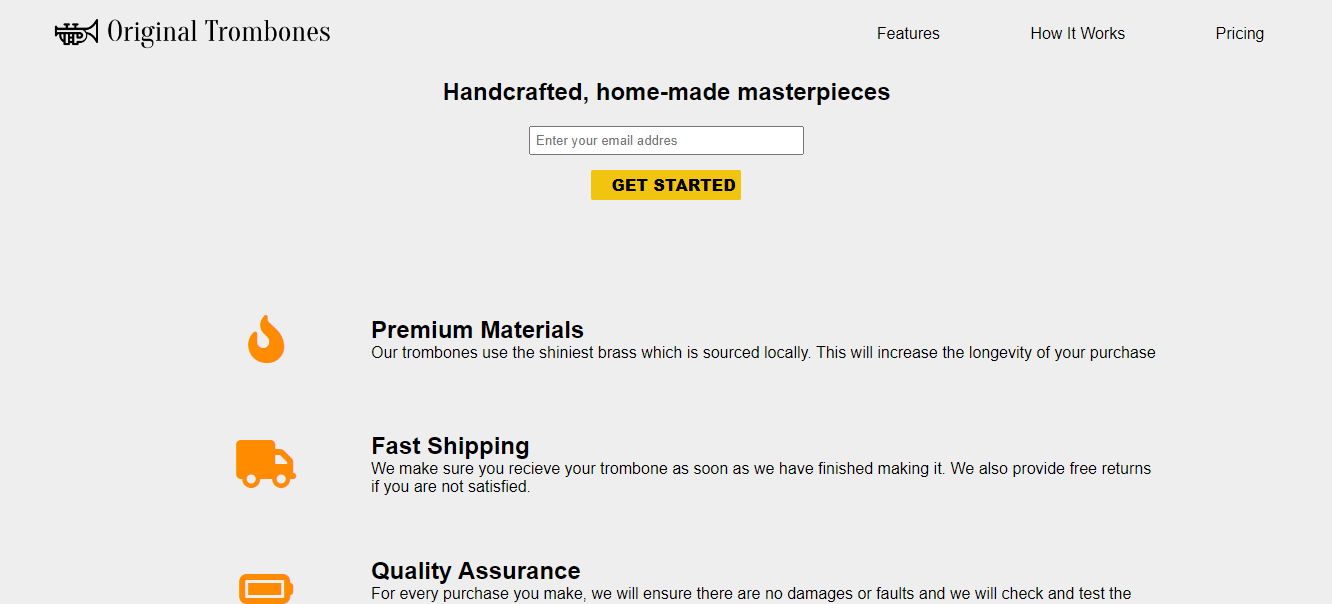 Original Trombones
Features
How It Works
Pricing
Handcrafted, home-made masterpieces
Enter your email addres
GET STARTED
Premium Materials
Our trombones use the shiniest brass which is sourced locally. This will increase the longevity of your purchase
Fast Shipping
We make sure you recieve your trombone as soon as we have finished making it. We also provide free returns
if you are not satisfied.
Quality Assurance
For every purchase you make, we will ensure there are no damages or faults and we will check and test the